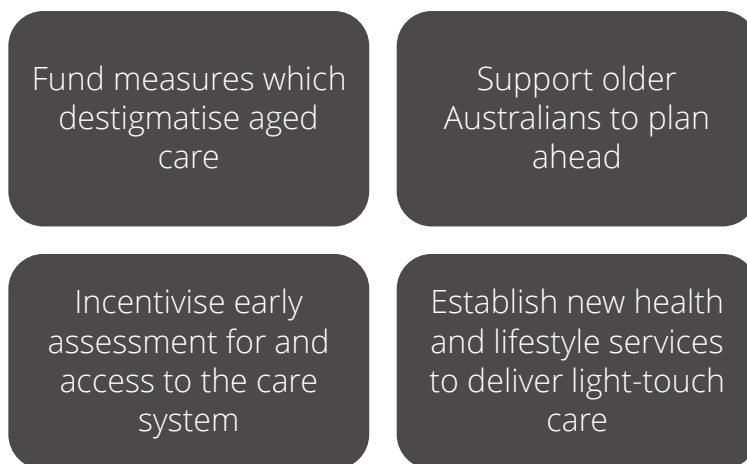 Fund measures which
destigmatise aged
care
Support older
Australians to plan
ahead
Incentivise early
assessment for and
access to the care
system
Establish new health
and lifestyle services
to deliver light-touch
care